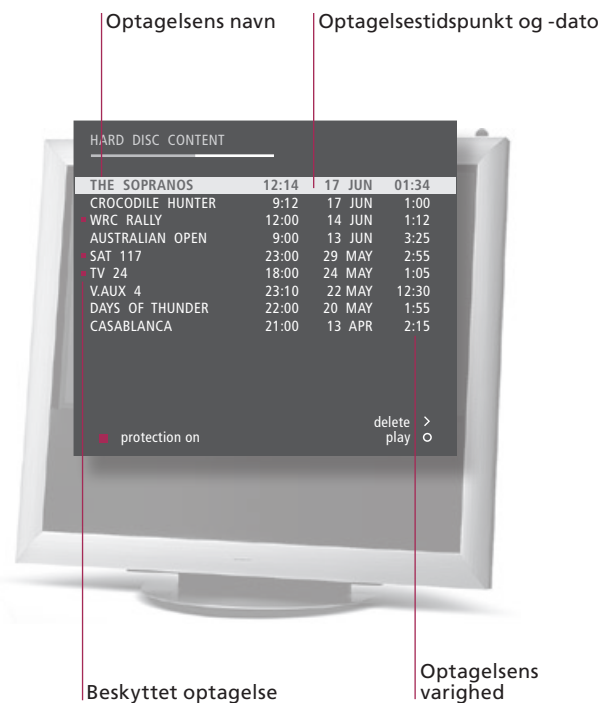 Optagelsens navn
Optagelsestidspunkt og -dato
HARD DISC CONTENT
THE SOPRANOS 12:14 17 JUN 01:34
CROCODILE HUNTER 9:12 17 JUN 1:00
WRC RALLY 12:00 14 JUN 1:12
AUSTRALIAN OPEN 9:00 13 JUN 3:25
SAT 117 23:00 29 MAY 2:55
TV 24 18:00 24 MAY 1:05
V.AUX 4 23:10 22 MAY 12:30
DAYS OF THUNDER 22:00 20 MAY 1:55
CASABLANCA 21:00 13 APR 2:15
delete >
protection on play
Beskyttet optagelse
Optagelsens
varighed